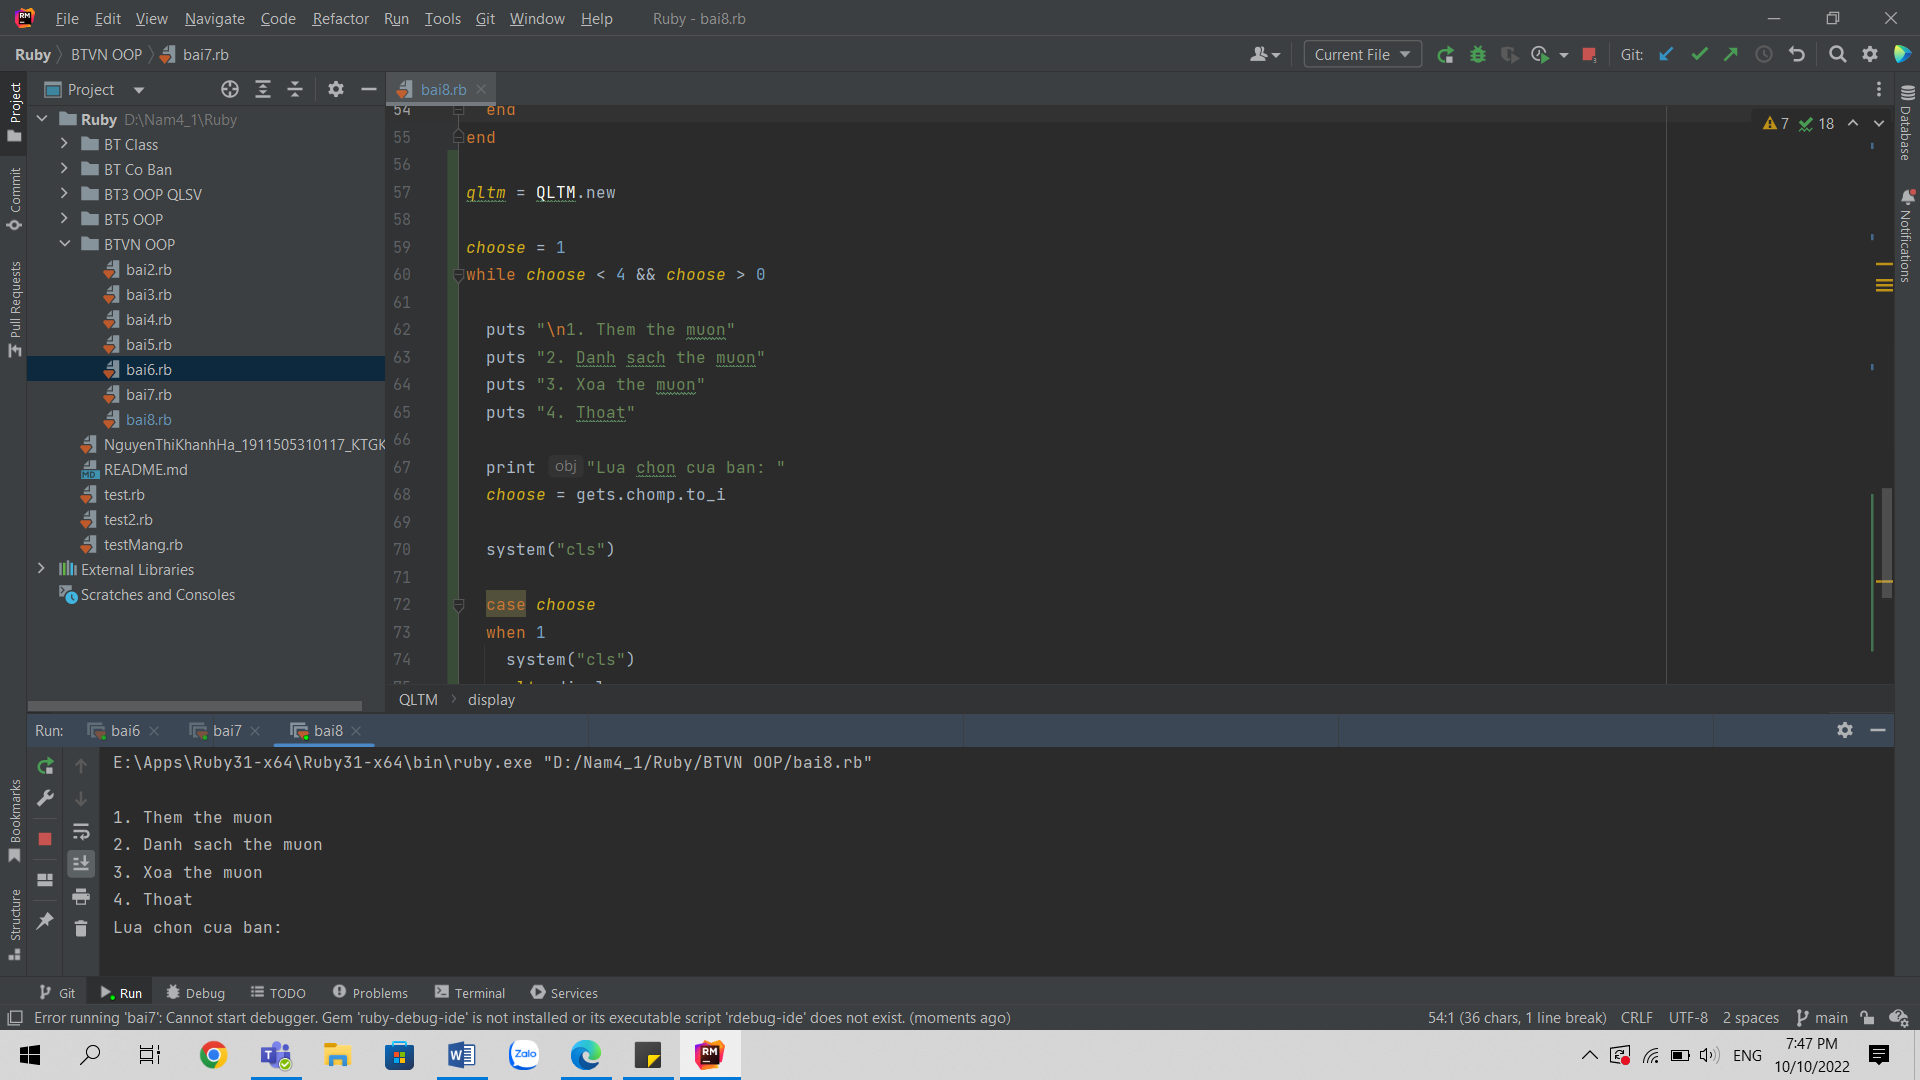 File Edit View Navigate Code Refactor Run Tools Git Window Help Ruby - bai8.rb
Ruby BTVN OOP bai7.rb
Current File Git:
Project
bai8.rb
Ruby D:\Nam4_1\Ruby
BT Class
BT Co Ban
BT3 OOP QLSV
BT5 OOP
BTVN OOP
bai2.rb
bai3.rb
bai4.rb
bai5.rb
bai6.rb
bai7.rb
bai8.rb
NguyenThiKhanhHa_1911505310117_KTGK
README.md
test.rb
test2.rb
testMang.rb
External Libraries
Scratches and Consoles
Project
Commit
Pull Requests
Bookmarks
Structure
54 end
55 end
56
57 qltm = QLTM.new
58
59 choose = 1
60 while choose < 4 && choose > 0
61
62 puts "\n1. Them the muon"
63 puts "2. Danh sach the muon"
64 puts "3. Xoa the muon"
65 puts "4. Thoat"
66
67 print obj "Lua chon cua ban: "
68 choose = gets.chomp.to_i
69
70 system("cls")
71
72 case choose
73 when 1
74 system("cls")
7 18
Database
Notifications
QLTM display
Run: bai6 bai7 bai8
E:\Apps\Ruby31-x64\Ruby31-x64\bin\ruby.exe "D:/Nam4_1/Ruby/BTVN OOP/bai8.rb"
1. Them the muon
2. Danh sach the muon
3. Xoa the muon
4. Thoat
Lua chon cua ban:
Git Run Debug TODO Problems Terminal Services
Error running 'bai7': Cannot start debugger. Gem 'ruby-debug-ide' is not installed or its executable script 'rdebug-ide' does not exist. (moments ago) 54:1 (36 chars, 1 line break) CRLF UTF-8 2 spaces main
Zalo
ENG
7:47 PM
10/10/2022